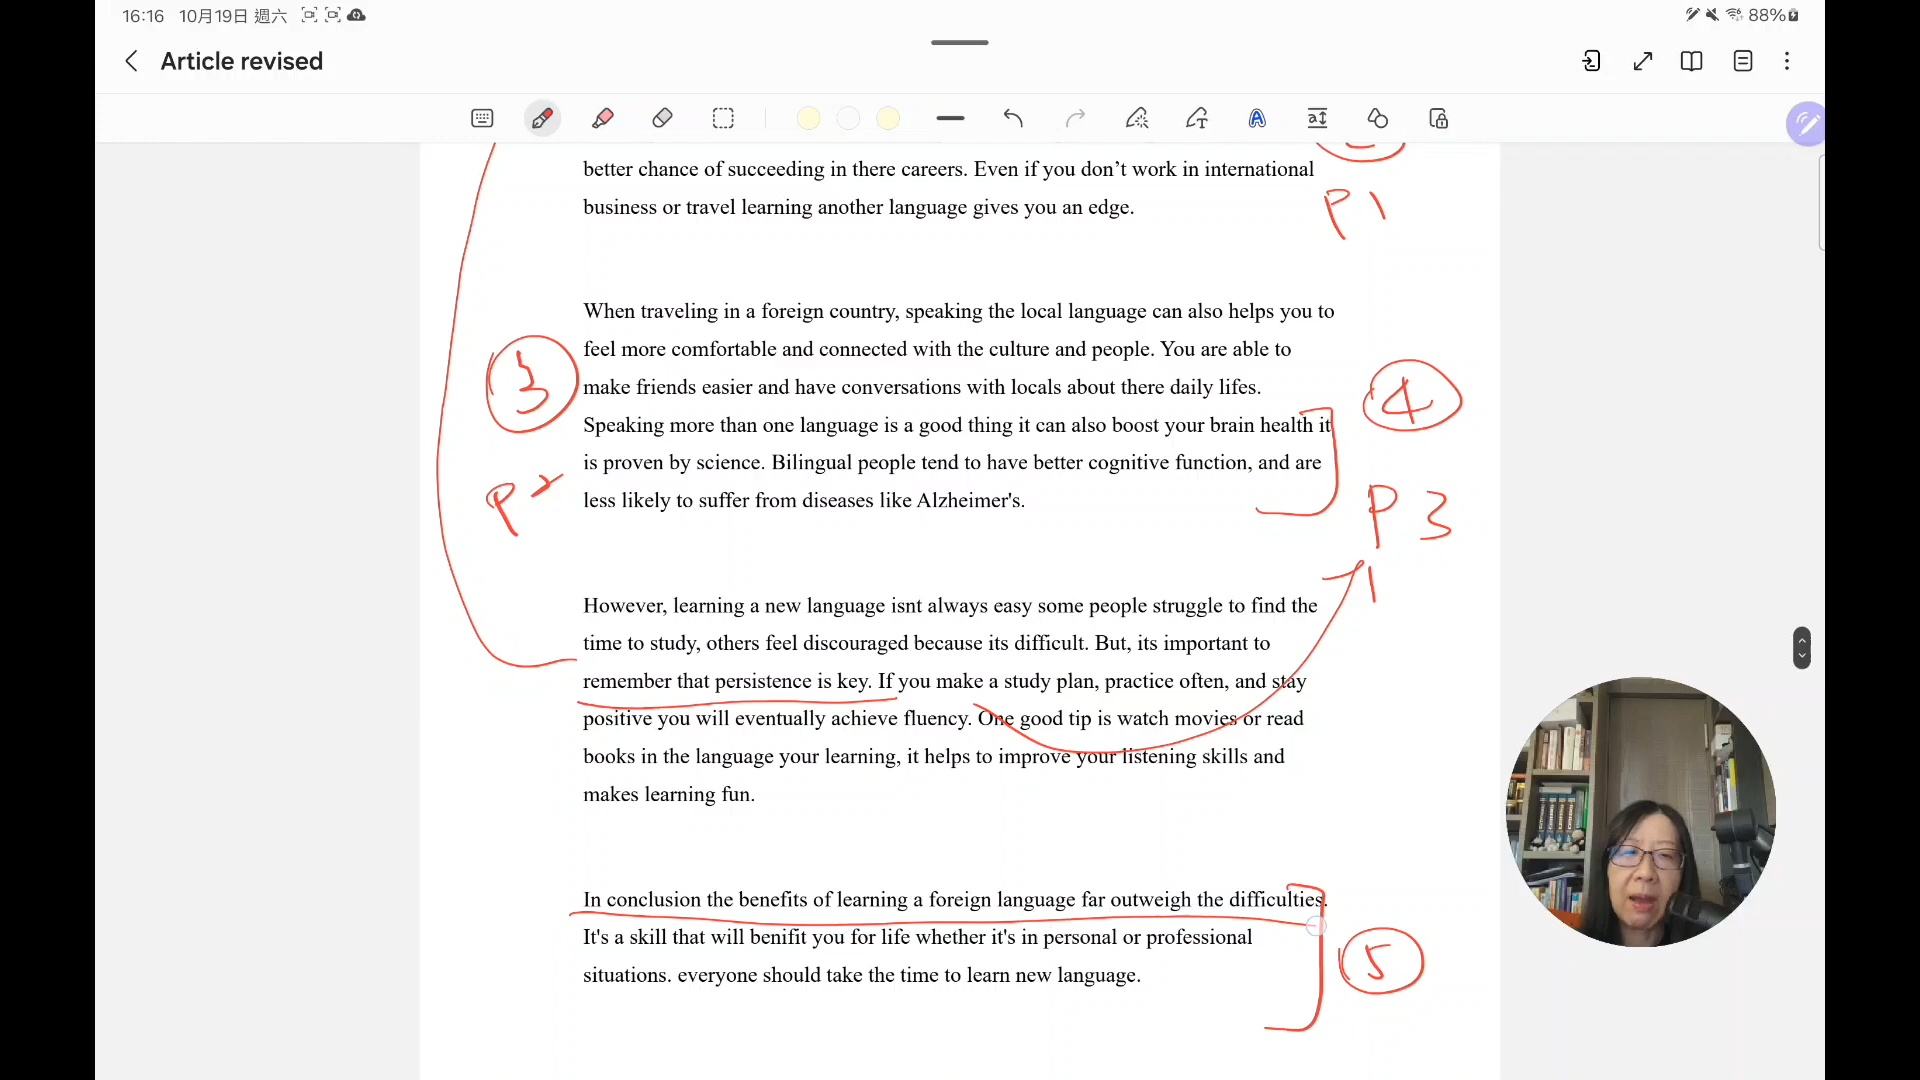 16:16 10月19日 週六 88%
Article revised
better chance of succeeding in there careers. Even if you don’t work in international
P1
business or travel learning another language gives you an edge.
When traveling in a foreign country, speaking the local language can also helps you to
feel more comfortable and connected with the culture and people. You are able to
3
make friends easier and have conversations with locals about there daily lifes.
4
Speaking more than one language is a good thing it can also boost your brain health it
is proven by science. Bilingual people tend to have better cognitive function, and are
P2
less likely to suffer from diseases like Alzheimer's.
P3
1
However, learning a new language isnt always easy some people struggle to find the
time to study, others feel discouraged because its difficult. But, its important to
remember that persistence is key. If you make a study plan, practice often, and stay
positive you will eventually achieve fluency. One good tip is watch movies or read
books in the language your learning, it helps to improve your listening skills and
makes learning fun.
In conclusion the benefits of learning a foreign language far outweigh the difficulties.
It's a skill that will benifit you for life whether it's in personal or professional
5
situations. everyone should take the time to learn new language.